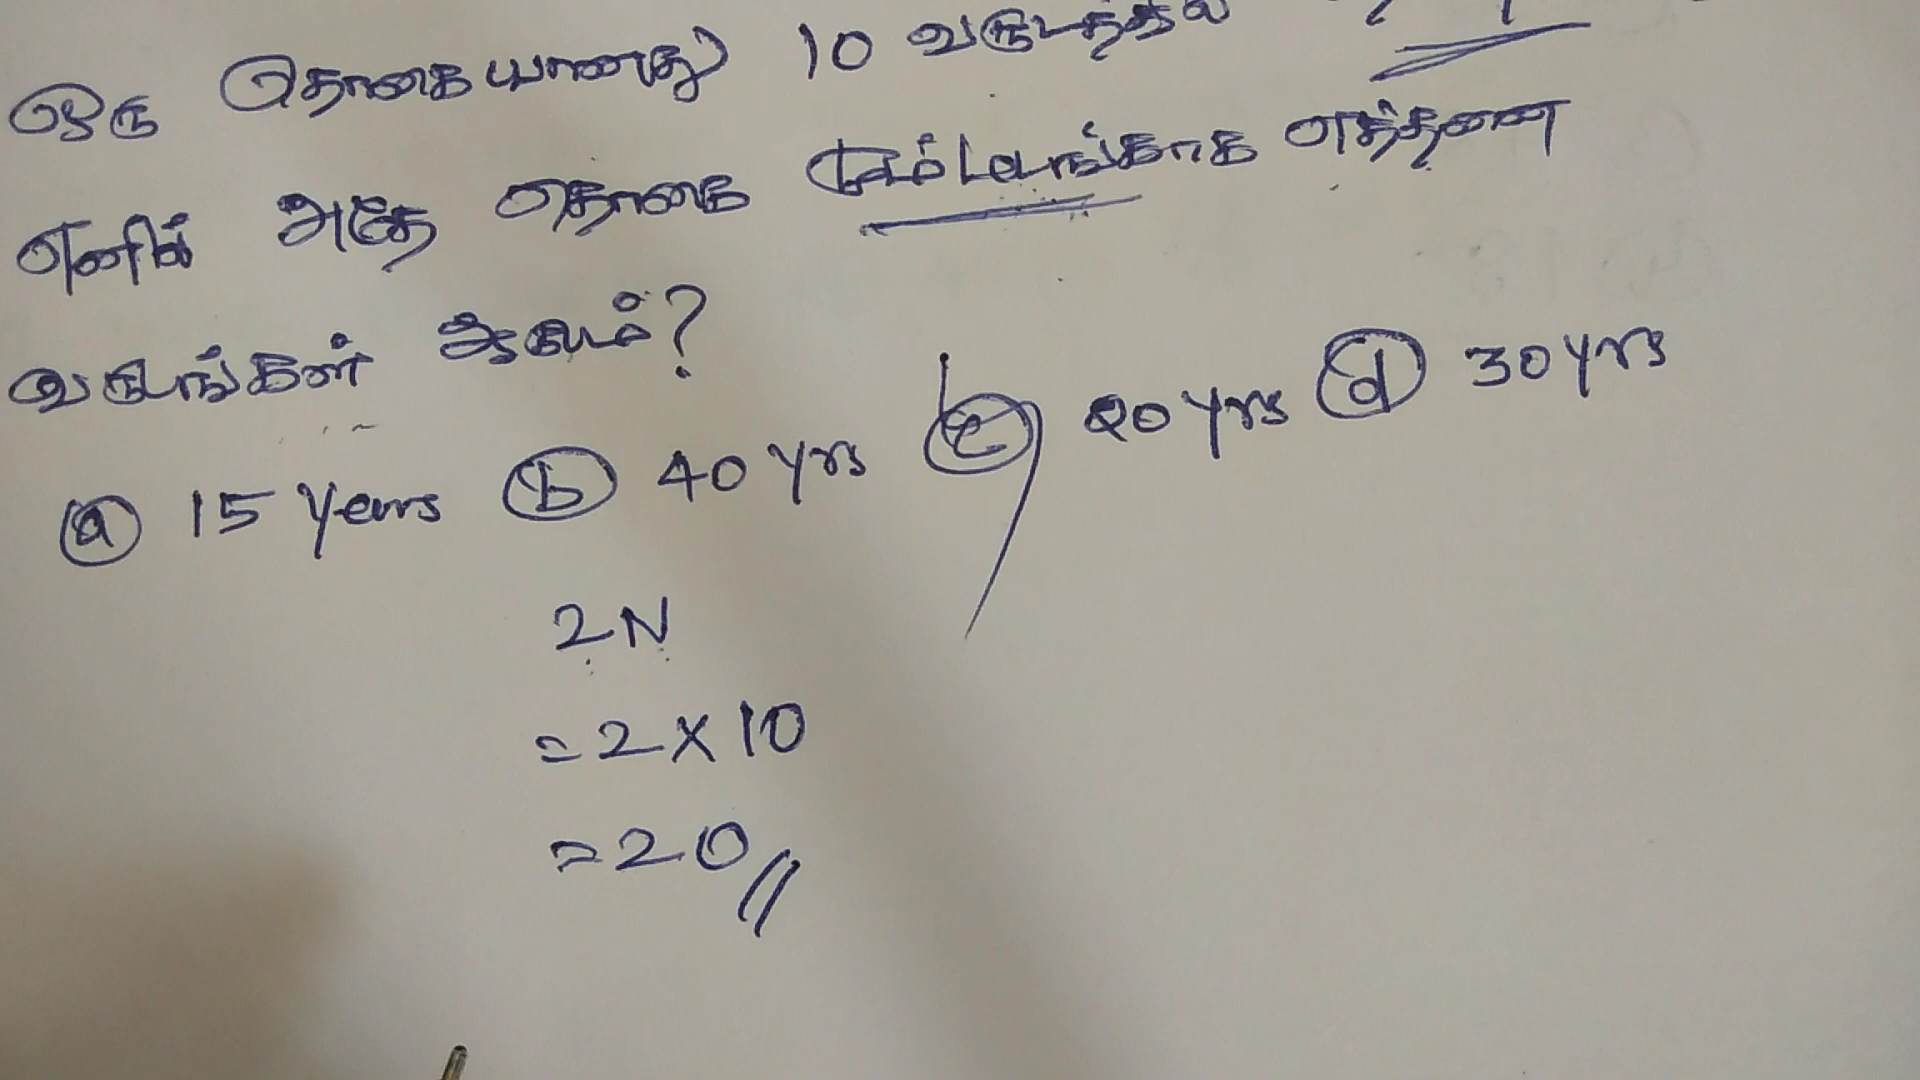 ஒரு தொகையானது 10 வருடத்தில்
எனில் அதே தொகை மும்மடங்காக எத்தனை
வருடங்கள் ஆகும்?
ⓐ 15 Years ⓑ 40 yrs ⓒ 20 yrs ⓓ 30 yrs
2N
= 2 × 10
= 20 //